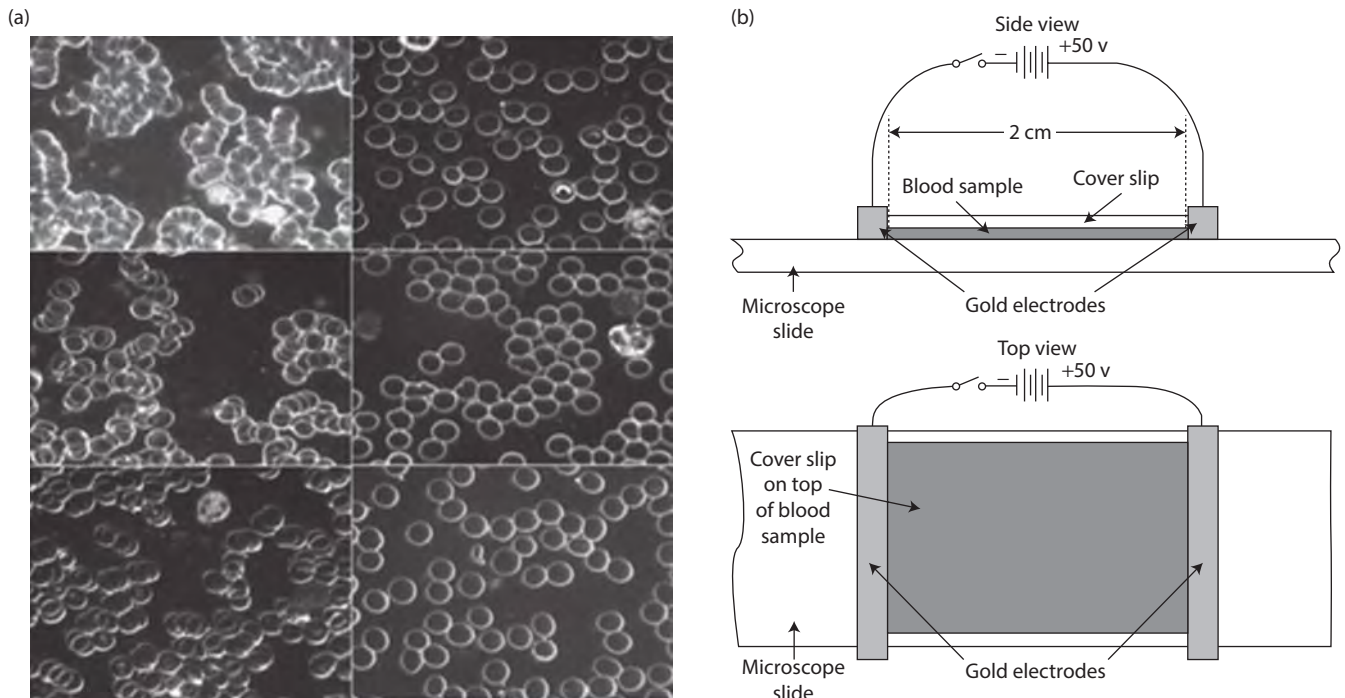 (a)
(b)
Side view
− +50 v
2 cm
Blood sample
Cover slip
Microscope
slide
Gold electrodes
Top view
− +50 v
Cover slip
on top
of blood
sample
Microscope
slide
Gold electrodes